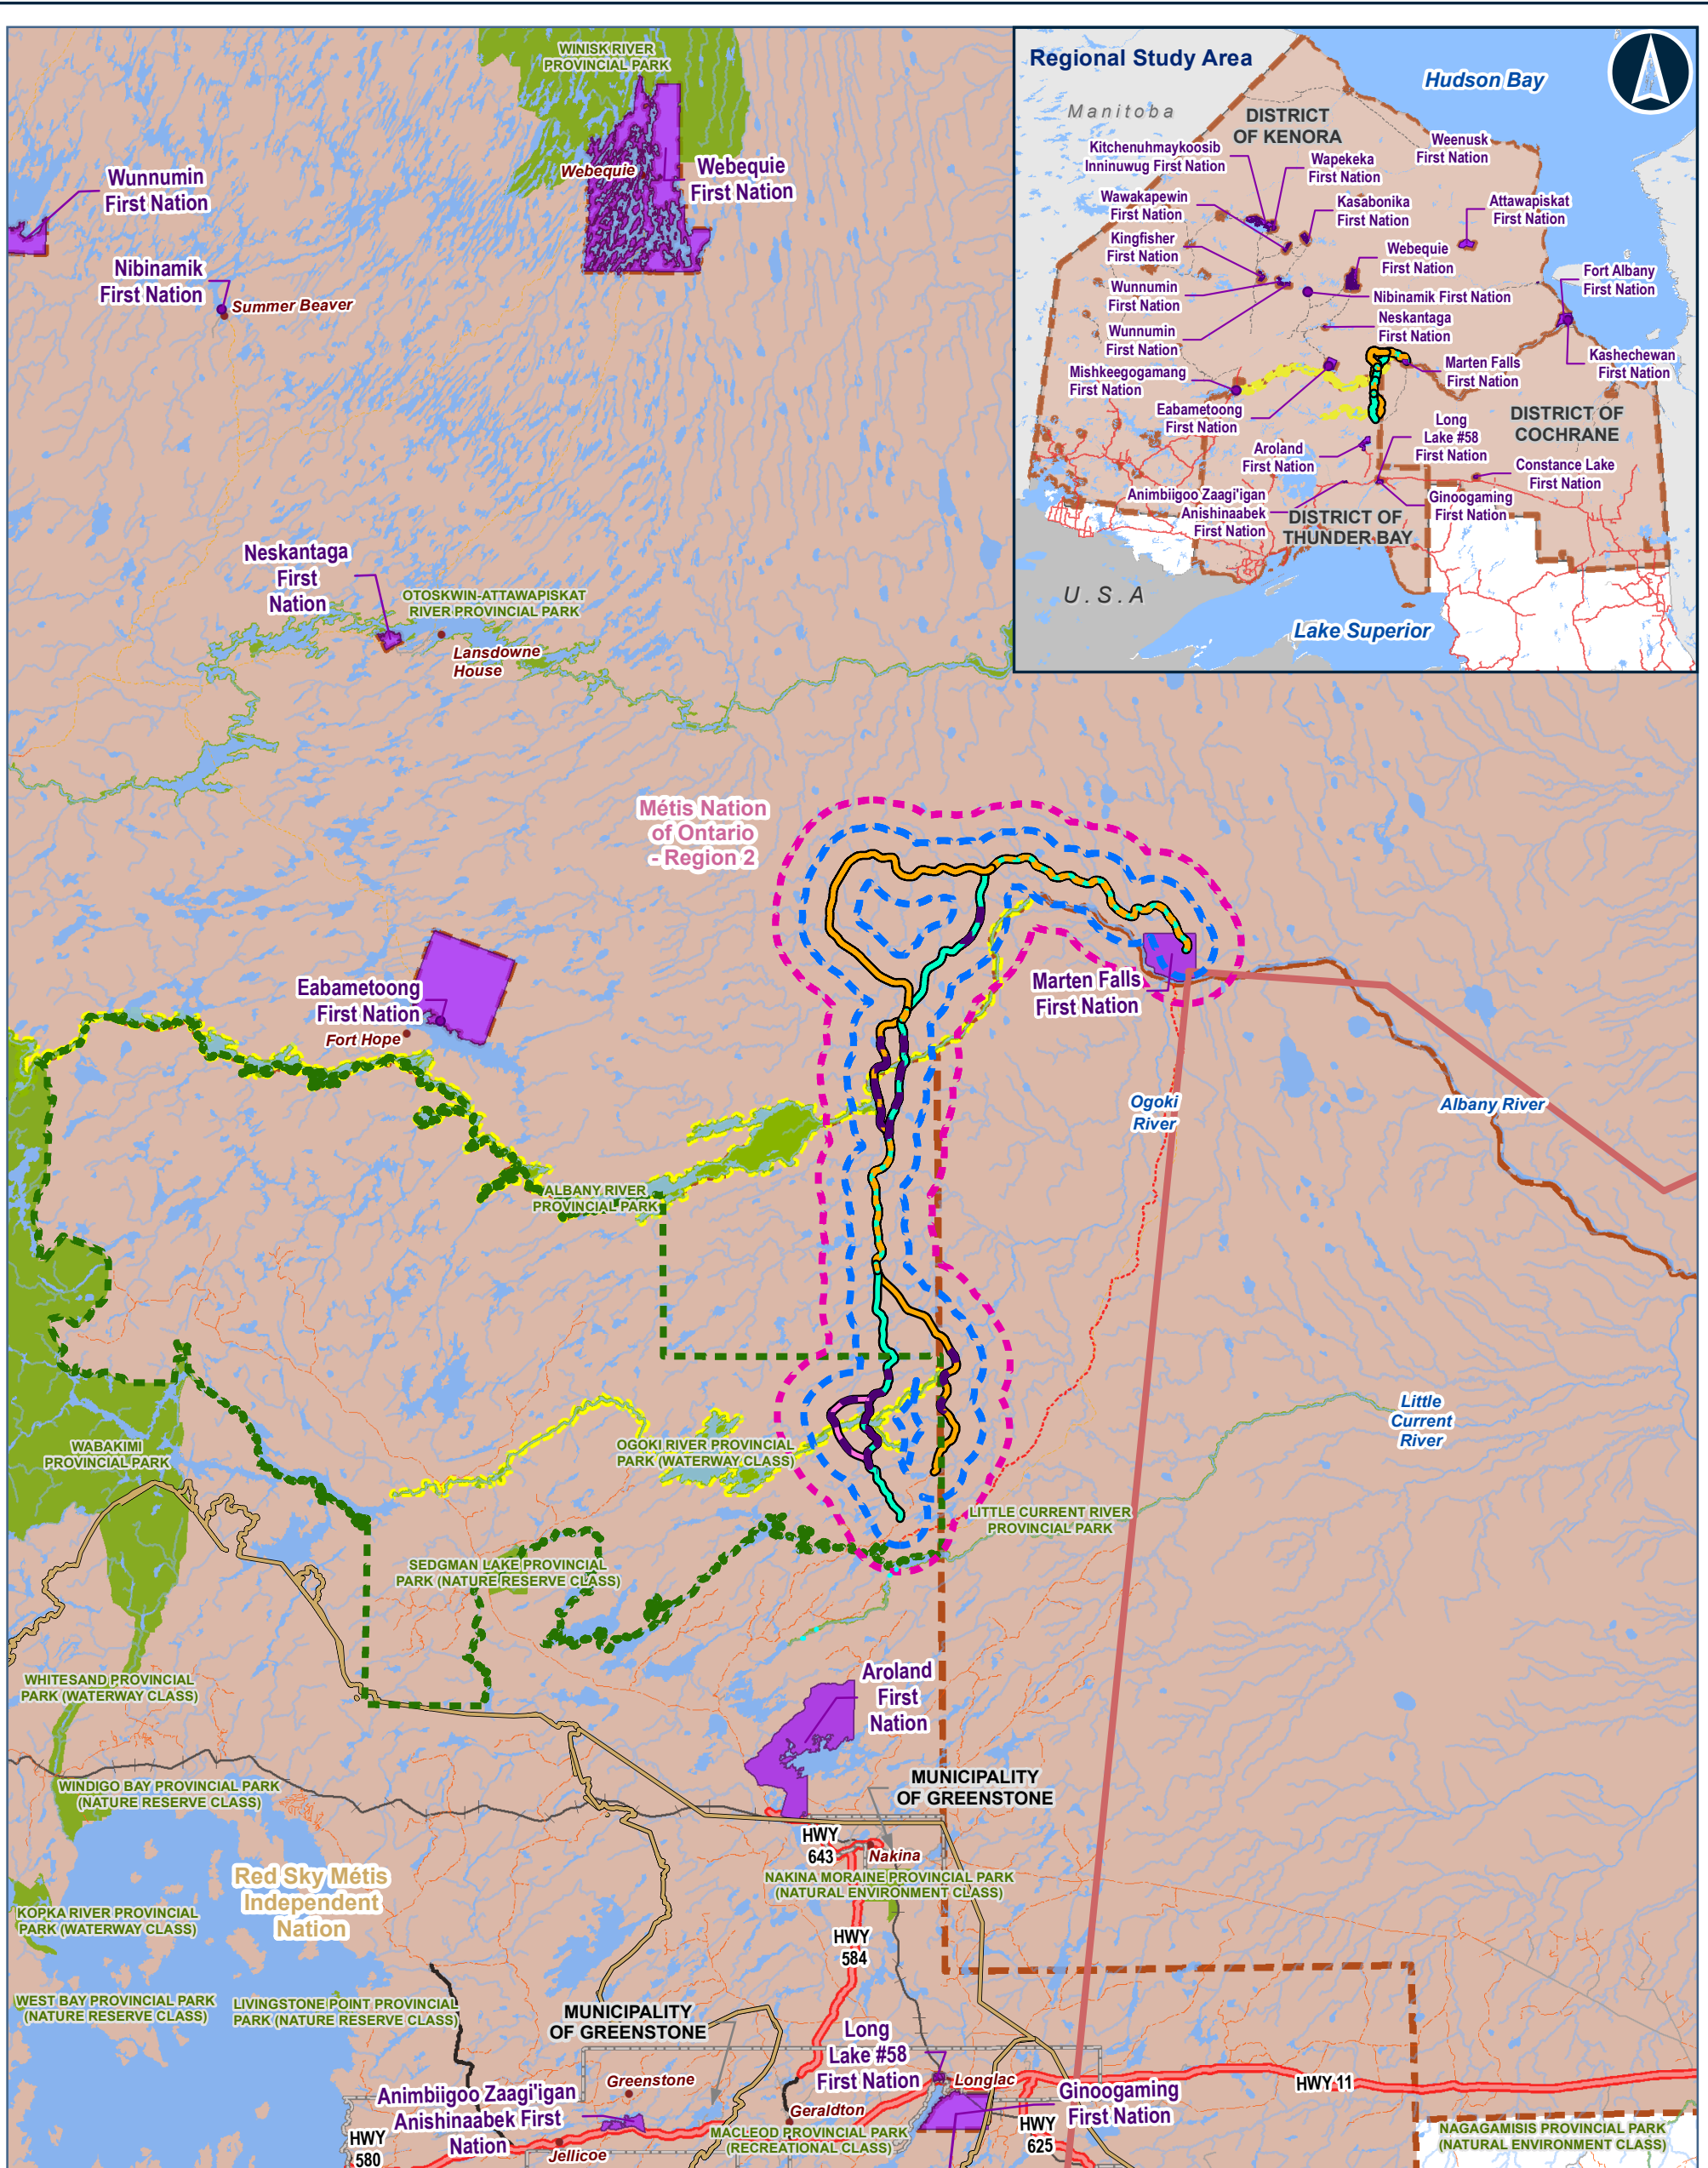 WINISK RIVER
PROVINCIAL PARK
Webequie
Webequie
First Nation
Wunnumin
First Nation
Nibinamik
First Nation
Summer Beaver
Regional Study Area
Hudson Bay
Manitoba
DISTRICT
OF KENORA
Weenusk
First Nation
Kitchenuhmaykoosib
Inninuwug First Nation
Wapekeka
First Nation
Wawakapewin
First Nation
Kasabonika
First Nation
Attawapiskat
First Nation
Kingfisher
First Nation
Webequie
First Nation
Fort Albany
First Nation
Wunnumin
First Nation
Nibinamik First Nation
Neskantaga
First Nation
Wunnumin
First Nation
Kashechewan
First Nation
Mishkeegogamang
First Nation
Marten Falls
First Nation
Eabametoong
First Nation
DISTRICT OF
COCHRANE
Long
Lake #58
First Nation
Aroland
First Nation
Constance Lake
First Nation
Animbiigoo Zaagi'igan
Anishinaabek
First Nation
Ginoogaming
First Nation
DISTRICT OF
THUNDER BAY
U.S.A
Lake Superior
Neskantaga
First
Nation
OTOSKWIN-ATTAWAPISKAT
RIVER PROVINCIAL PARK
Lansdowne
House
Métis Nation
of Ontario
- Region 2
Eabametoong
First Nation
Fort Hope
Marten Falls
First Nation
Ogoki
River
Albany River
ALBANY RIVER
PROVINCIAL PARK
Little
Current
River
WABAKIMI
PROVINCIAL PARK
OGOKI RIVER PROVINCIAL
PARK (WATERWAY CLASS)
LITTLE CURRENT RIVER
PROVINCIAL PARK
SEDGMAN LAKE PROVINCIAL
PARK (NATURE RESERVE CLASS)
WHITESAND PROVINCIAL
PARK (WATERWAY CLASS)
Aroland
First
Nation
WINDIGO BAY PROVINCIAL PARK
(NATURE RESERVE CLASS)
MUNICIPALITY
OF GREENSTONE
HWY
643
Nakina
NAKINA MORAINE PROVINCIAL PARK
(NATURAL ENVIRONMENT CLASS)
Red Sky Métis
Independent
Nation
KOPKA RIVER PROVINCIAL
PARK (WATERWAY CLASS)
HWY
584
WEST BAY PROVINCIAL PARK
(NATURE RESERVE CLASS)
LIVINGSTONE POINT PROVINCIAL
PARK (NATURE RESERVE CLASS)
MUNICIPALITY
OF GREENSTONE
Long
Lake #58
First Nation
Greenstone
Longlac
HWY 11
Animbiigoo Zaagi'igan
Anishinaabek First
Nation
Ginoogaming
First Nation
Geraldton
HWY
580
Jellicoe
MACLEOD PROVINCIAL PARK
(RECREATIONAL CLASS)
HWY
625
NAGAGAMISIS PROVINCIAL PARK
(NATURAL ENVIRONMENT CLASS)